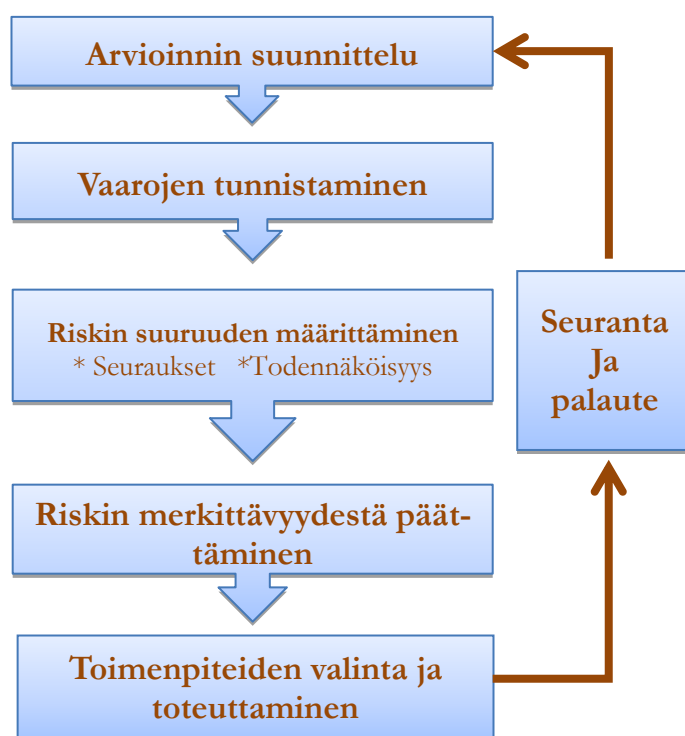 Arvioinnin suunnittelu
Vaarojen tunnistaminen
Riskin suuruuden määrittäminen
* Seuraukset *Todennäköisyys
Riskin merkittävyydestä päät-
täminen
Toimenpiteiden valinta ja
toteuttaminen
Seuranta
Ja
palaute